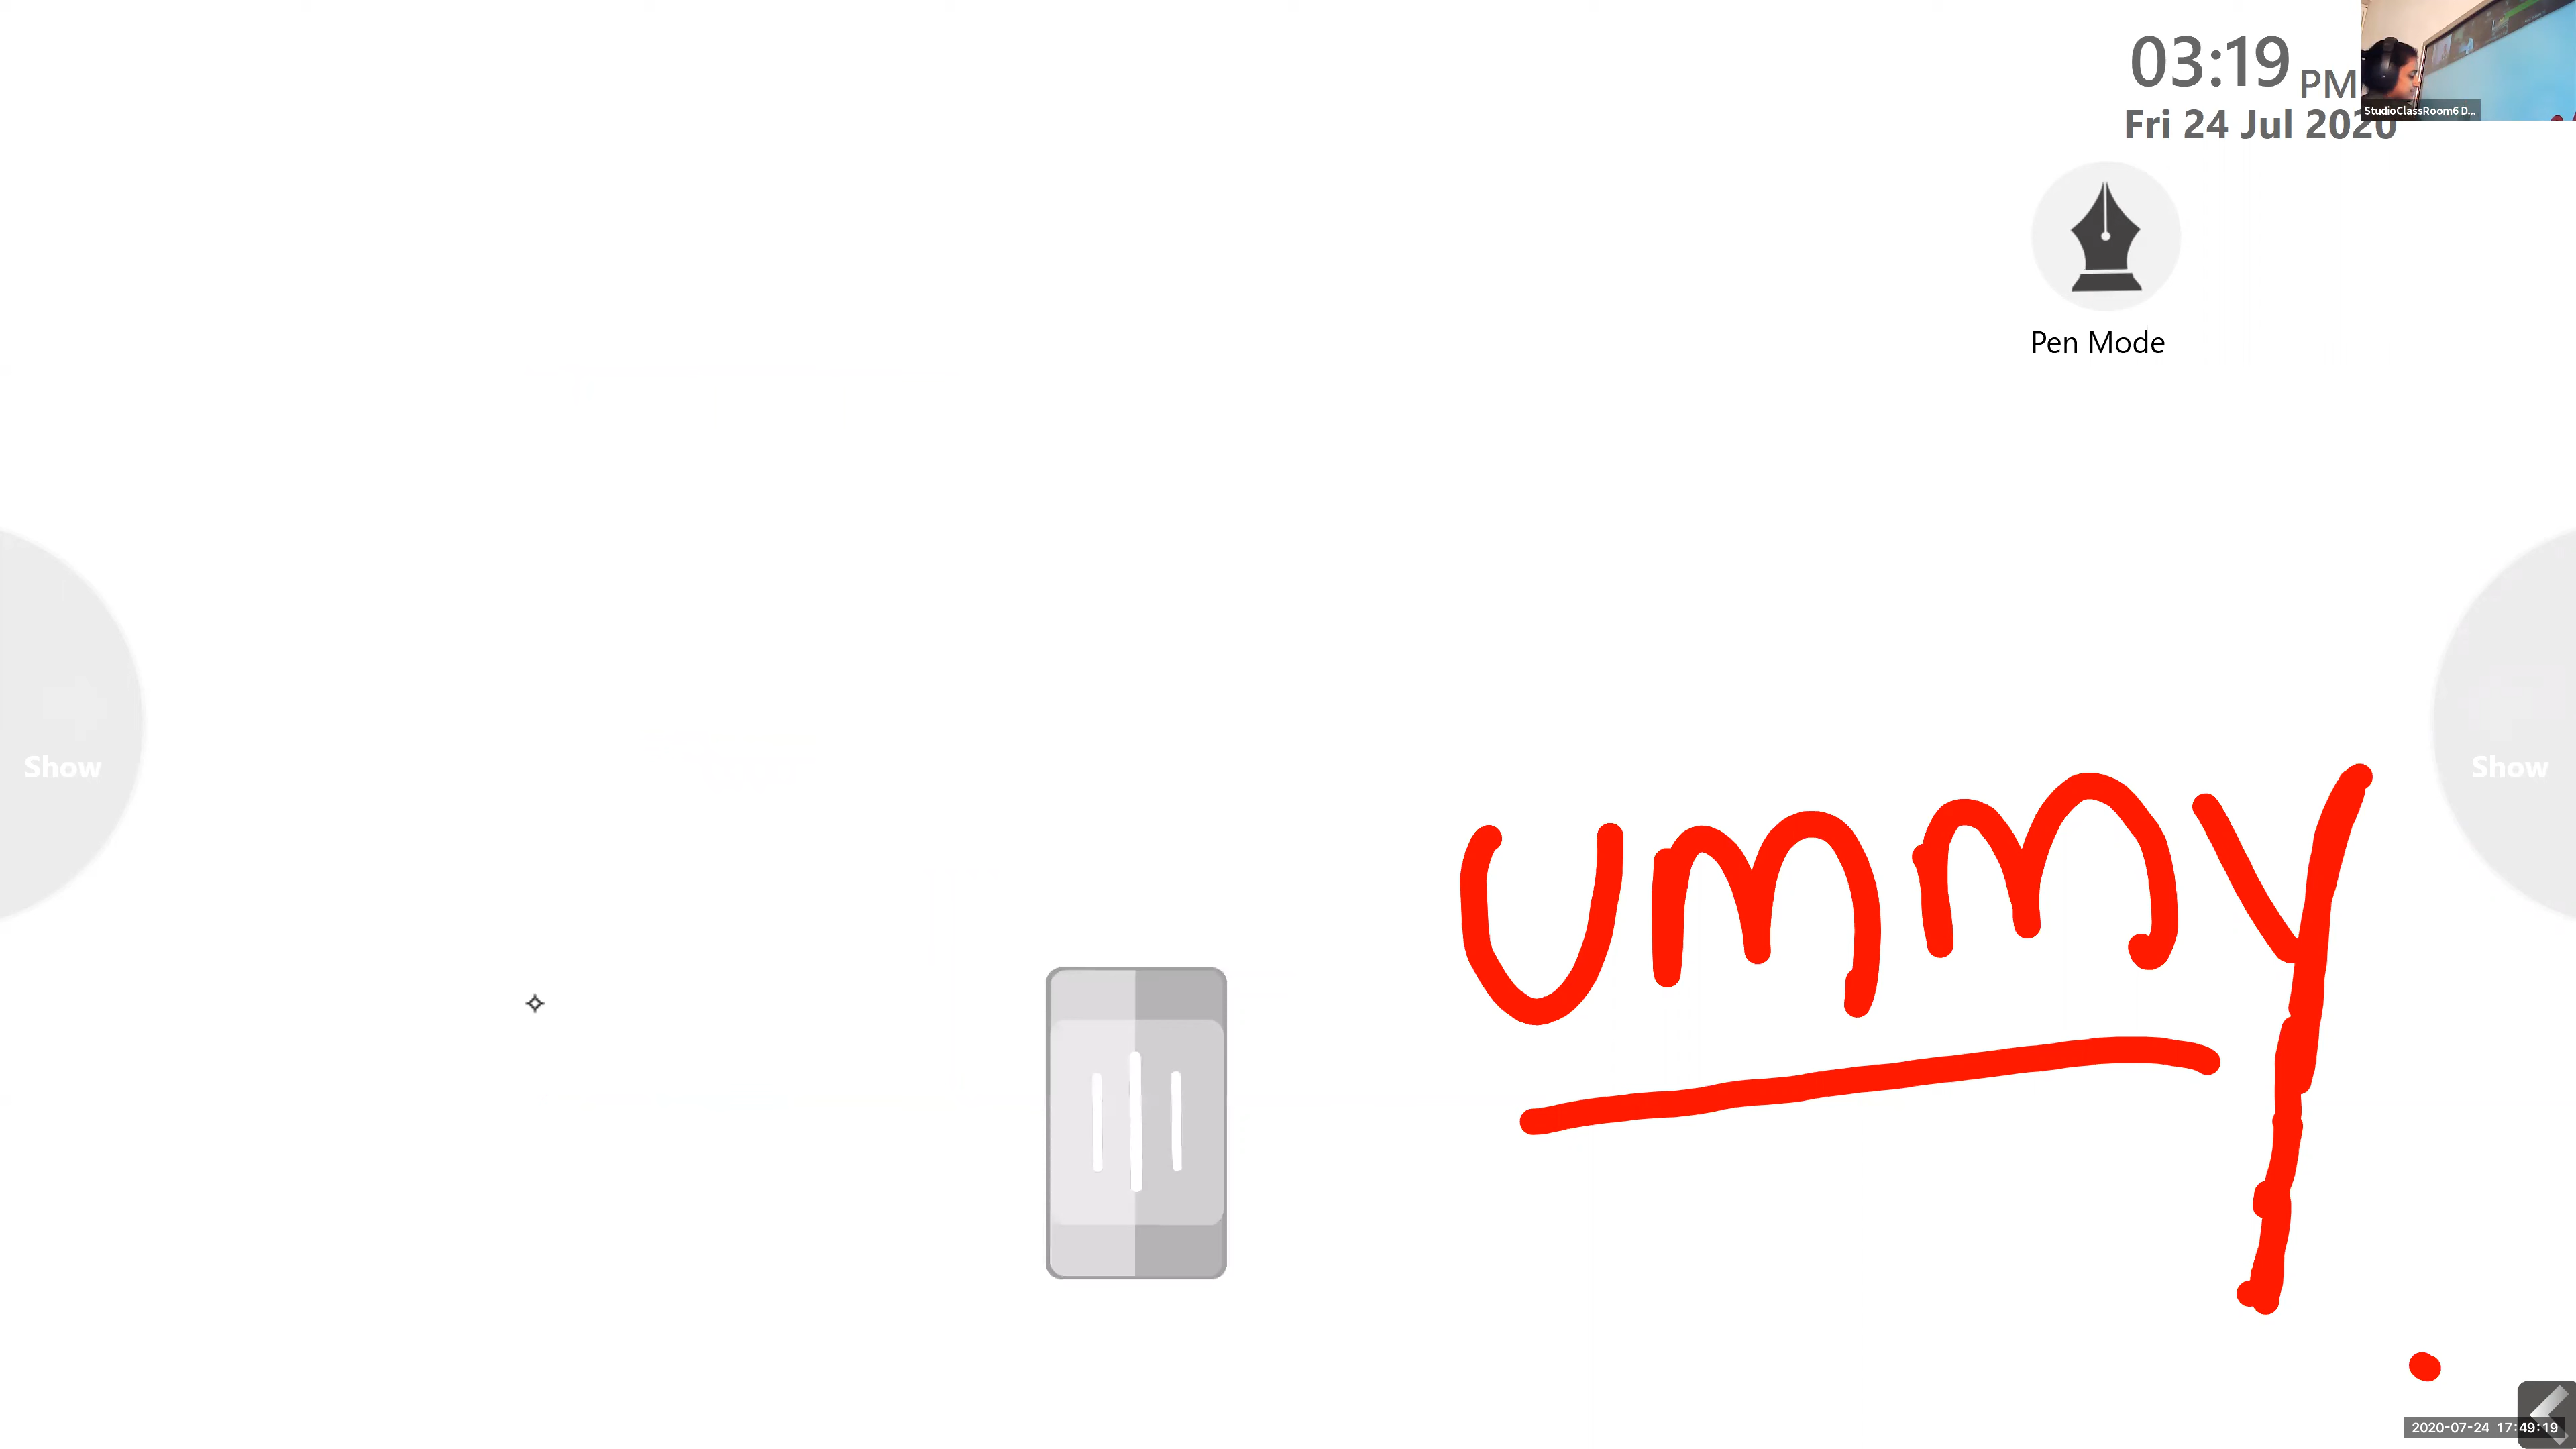 03:19 PM
StudioClassRoom6 D...
Fri 24 Jul 2020
Pen Mode
Show
Show
ummy
2020-07-24 17:49:19